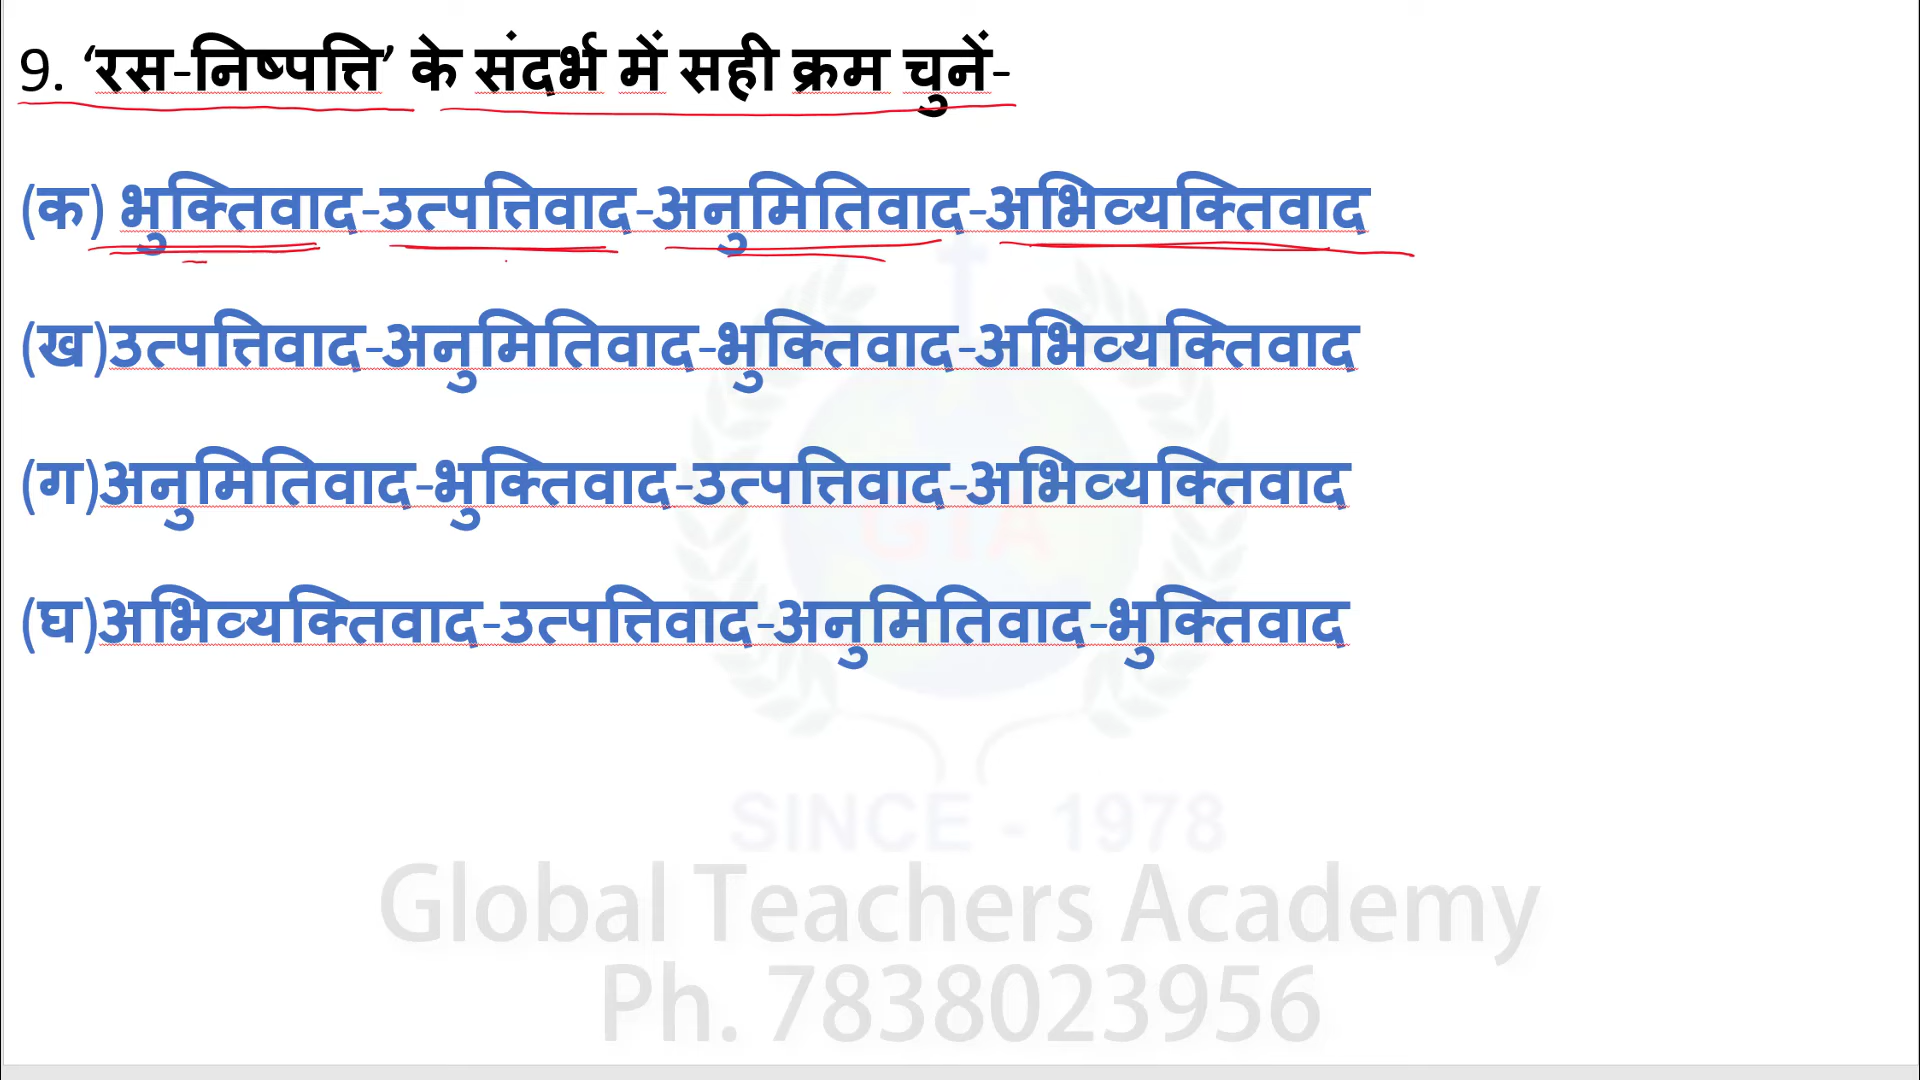 9. ‘रस-निष्पत्ति’ के संदर्भ में सही क्रम चुनें-
(क) भुक्तिवाद-उत्पत्तिवाद-अनुमितिवाद-अभिव्यक्तिवाद
(ख)उत्पत्तिवाद-अनुमितिवाद-भुक्तिवाद-अभिव्यक्तिवाद
(ग)अनुमितिवाद-भुक्तिवाद-उत्पत्तिवाद-अभिव्यक्तिवाद
GTA
(घ)अभिव्यक्तिवाद-उत्पत्तिवाद-अनुमितिवाद-भुक्तिवाद
SINCE - 1978
Global Teachers Academy
Ph. 7838023956